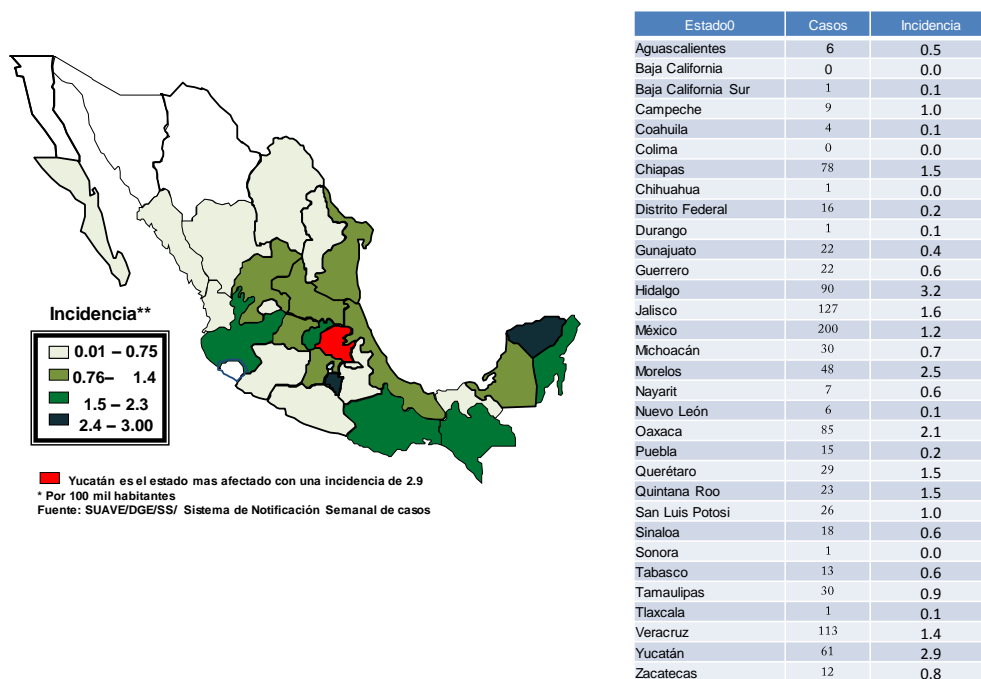 Incidencia**
0.01 – 0.75
0.76– 1.4
1.5 – 2.3
2.4 – 3.00
Yucatán es el estado mas afectado con una incidencia de 2.9
* Por 100 mil habitantes
Fuente: SUAVE/DGE/SS/ Sistema de Notificación Semanal de casos
Estado0 Casos Incidencia
Aguascalientes 6 0.5
Baja California 0 0.0
Baja California Sur 1 0.1
Campeche 9 1.0
Coahuila 4 0.1
Colima 0 0.0
Chiapas 78 1.5
Chihuahua 1 0.0
Distrito Federal 16 0.2
Durango 1 0.1
Gunajuato 22 0.4
Guerrero 22 0.6
Hidalgo 90 3.2
Jalisco 127 1.6
México 200 1.2
Michoacán 30 0.7
Morelos 48 2.5
Nayarit 7 0.6
Nuevo León 6 0.1
Oaxaca 85 2.1
Puebla 15 0.2
Querétaro 29 1.5
Quintana Roo 23 1.5
San Luis Potosi 26 1.0
Sinaloa 18 0.6
Sonora 1 0.0
Tabasco 13 0.6
Tamaulipas 30 0.9
Tlaxcala 1 0.1
Veracruz 113 1.4
Yucatán 61 2.9
Zacatecas 12 0.8